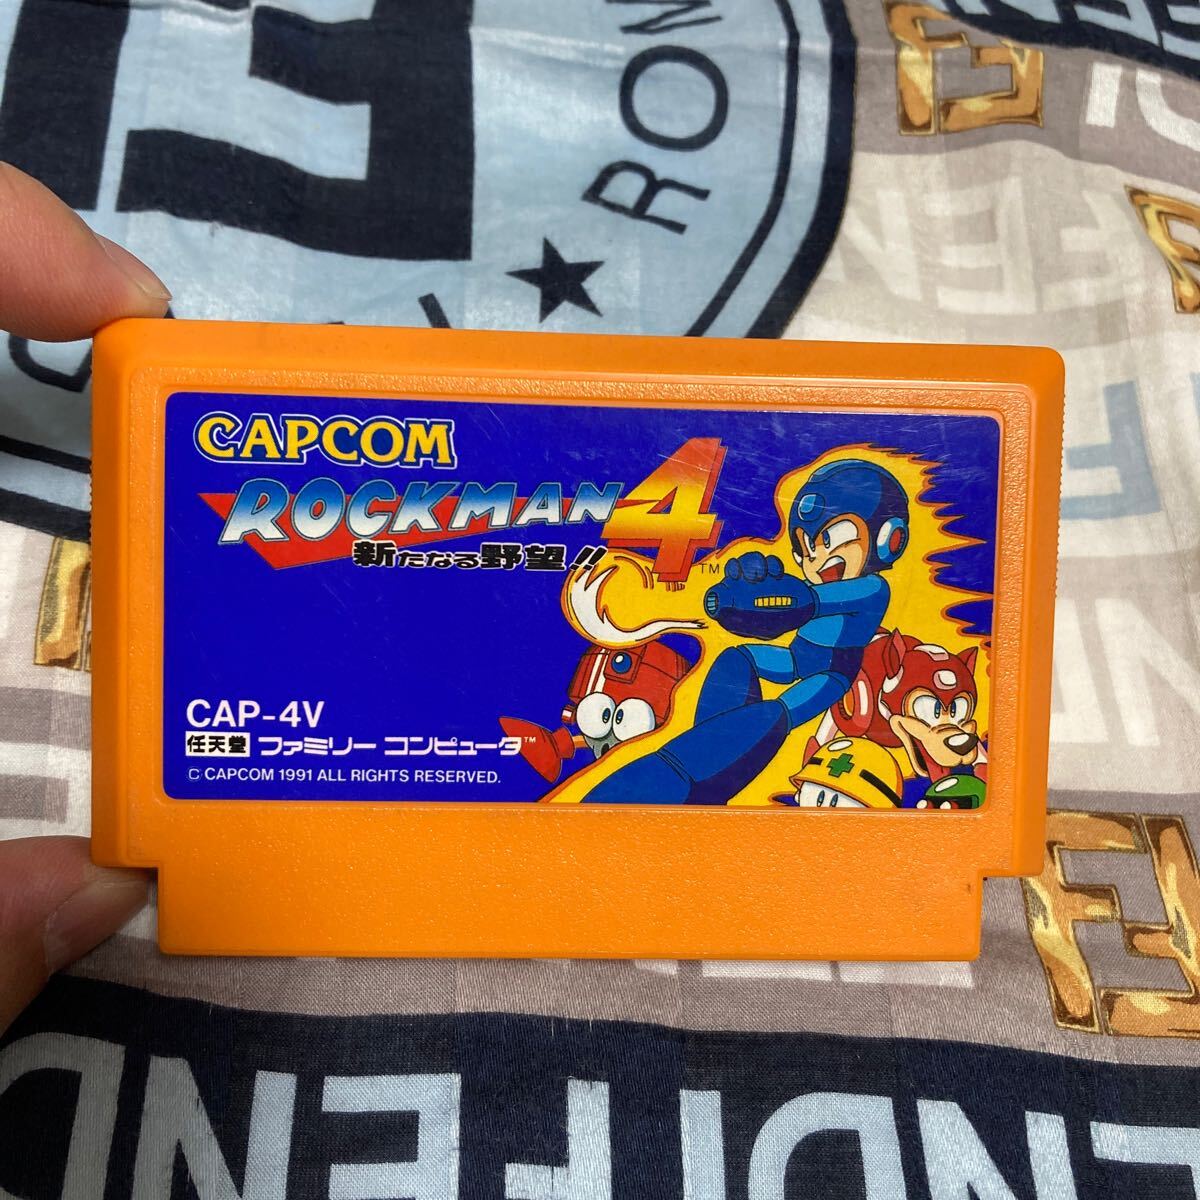 RON
CAPCOM
ROCKMAN 4
新たなる野望!!
TM
CAP-4V
任天堂 ファミリーコンピュータ™
© CAPCOM 1991 ALL RIGHTS RESERVED.